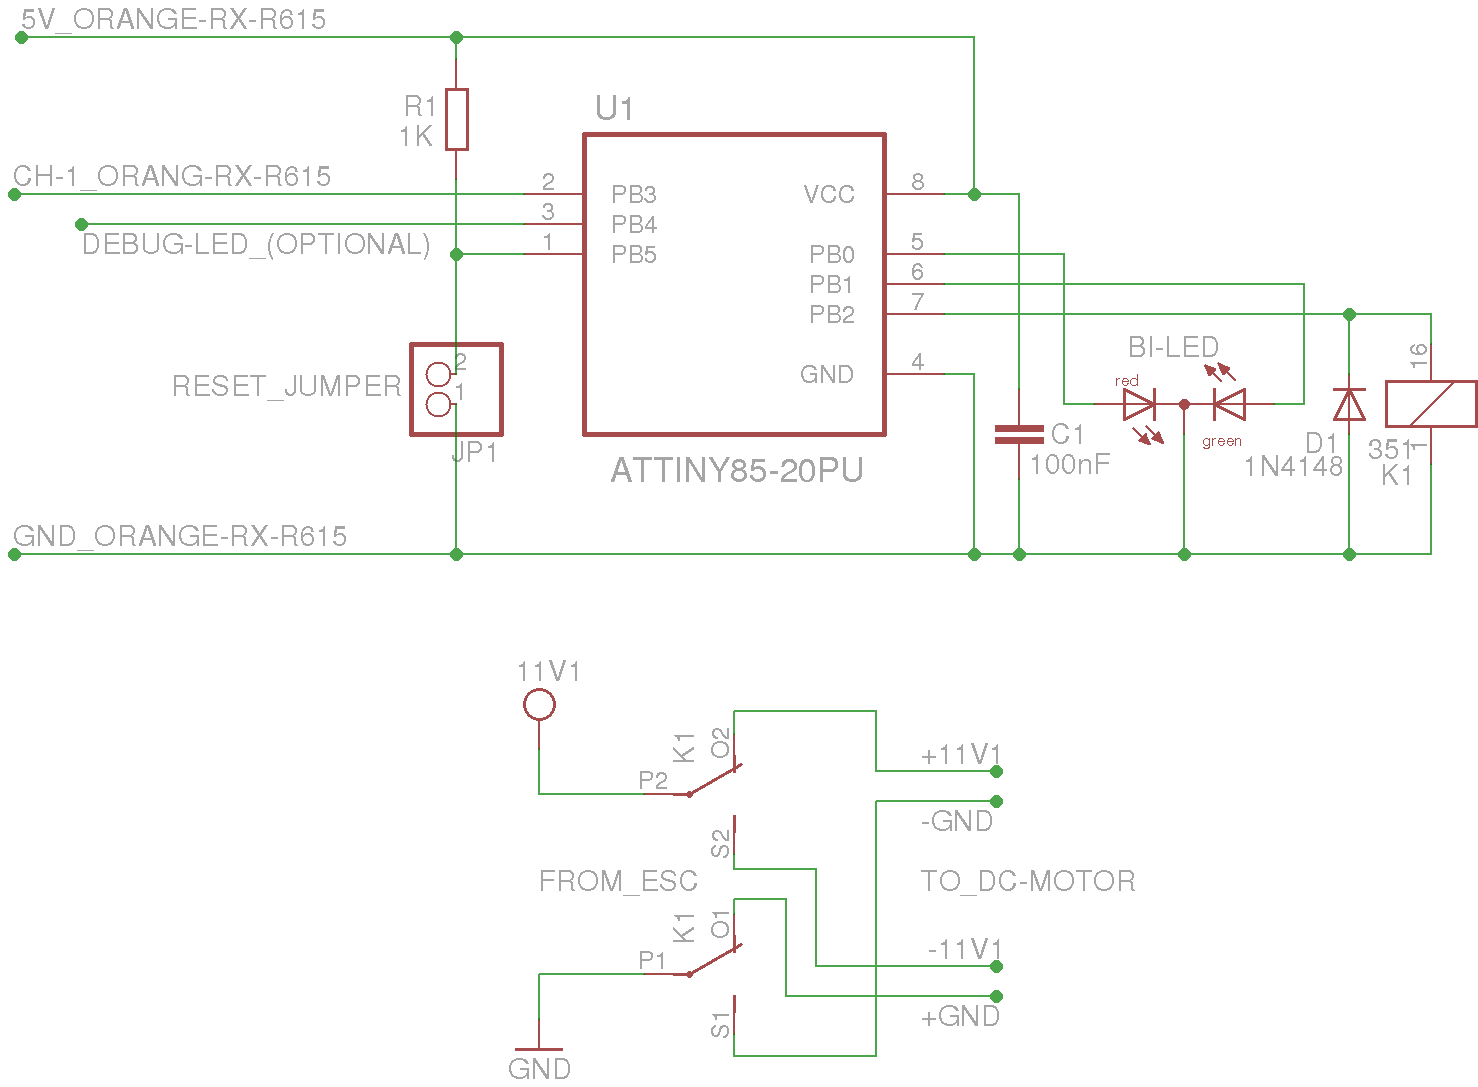 5V_ORANGE-RX-R615
R1
1K
U1
CH-1_ORANG-RX-R615
2
PB3
VCC
8
3
PB4
DEBUG-LED_(OPTIONAL)
1
PB5
PB0
5
PB1
6
PB2
7
GND
4
BI-LED
red
green
16
1
D1
1N4148
351
K1
C1
100nF
RESET_JUMPER
2
1
JP1
ATTINY85-20PU
GND_ORANGE-RX-R615
11V1
K1
O2
P2
S2
+11V1
-GND
FROM_ESC
TO_DC-MOTOR
K1
O1
P1
S1
-11V1
+GND
GND